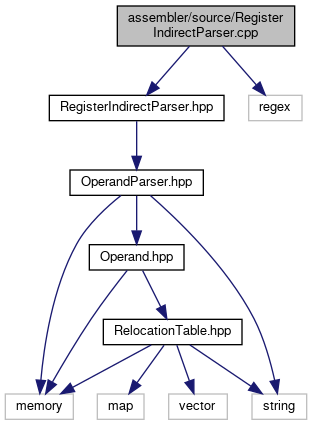 assembler/source/Register
IndirectParser.cpp
RegisterIndirectParser.hpp
regex
OperandParser.hpp
Operand.hpp
RelocationTable.hpp
memory
map
vector
string